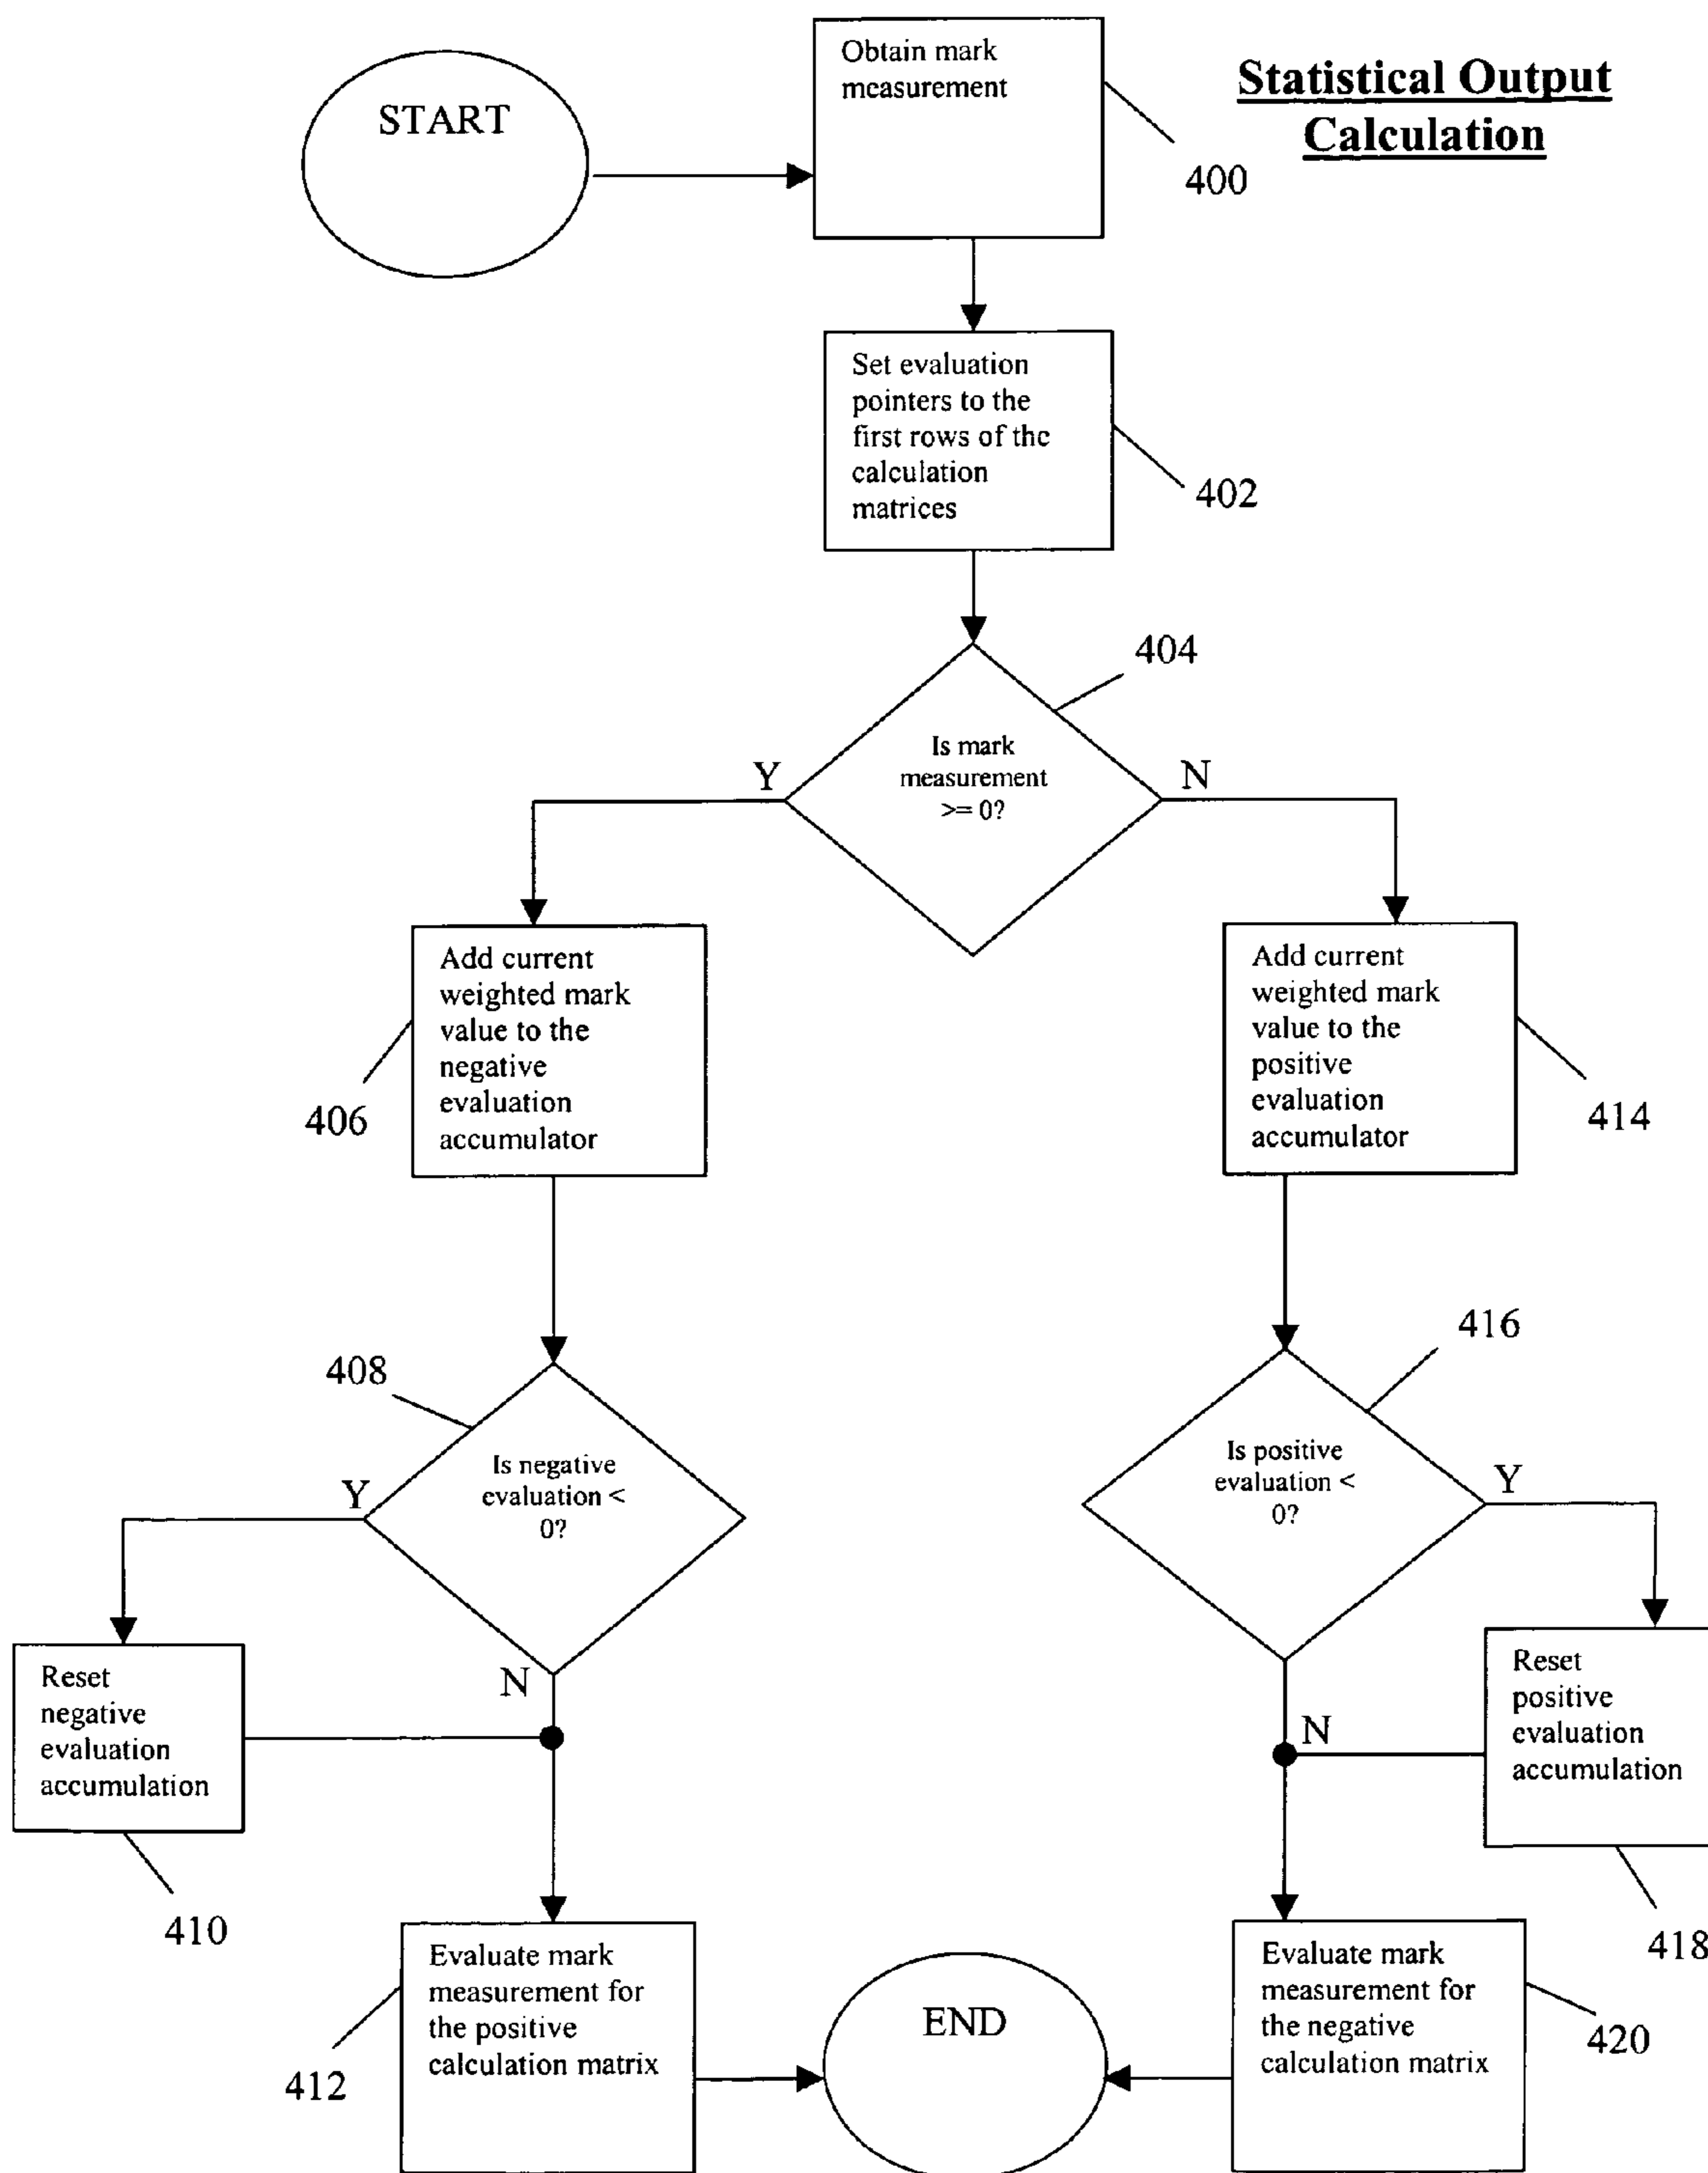 START
Obtain mark
measurement
Statistical Output
Calculation
400
Set evaluation
pointers to the
first rows of the
calculation
matrices
402
404
Is mark
measurement
>= 0?
Y
N
Add current
weighted mark
value to the
negative
evaluation
accumulator
406
Add current
weighted mark
value to the
positive
evaluation
accumulator
414
408
Is negative
evaluation <
0?
Y
N
416
Is positive
evaluation <
0?
Y
N
Reset
negative
evaluation
accumulation
410
Reset
positive
evaluation
accumulation
418
Evaluate mark
measurement for
the positive
calculation matrix
412
END
Evaluate mark
measurement for
the negative
calculation matrix
420